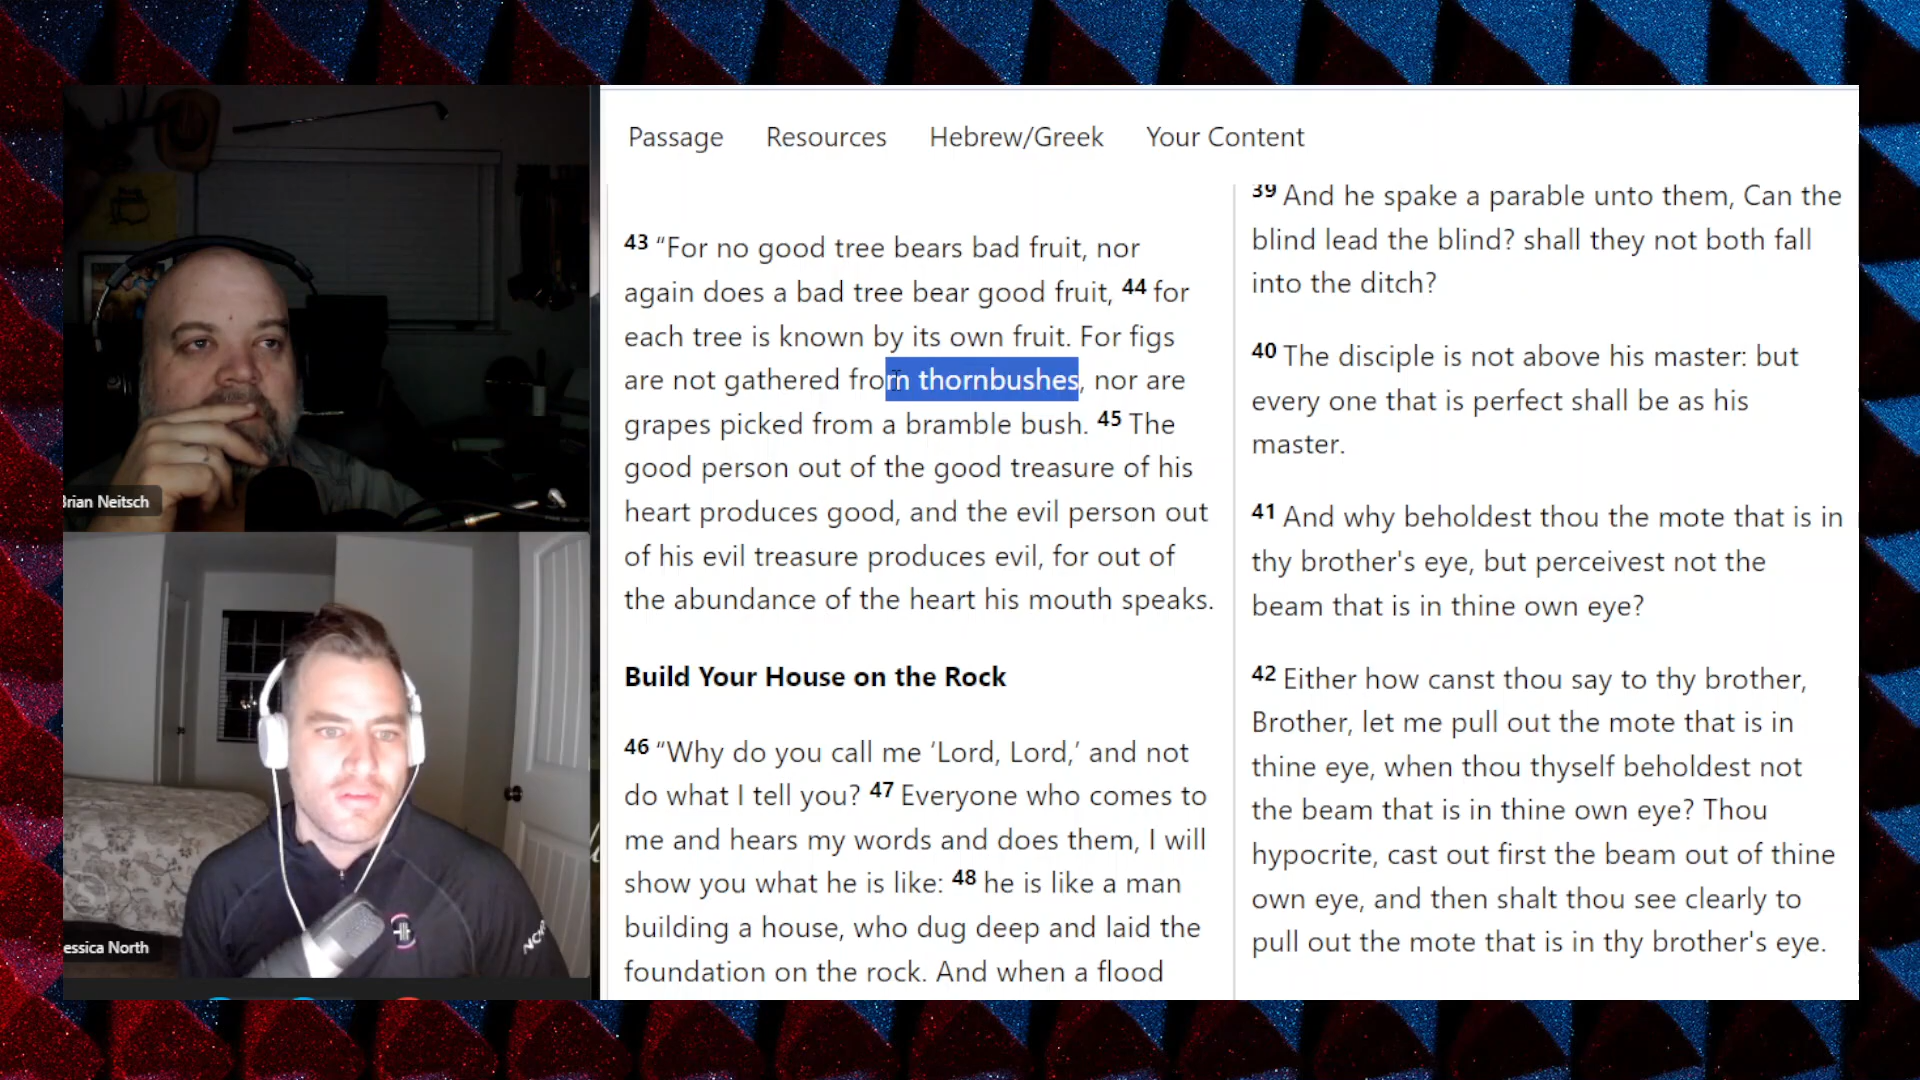 Brian Neitsch
essica North
Passage Resources Hebrew/Greek Your Content
43 “For no good tree bears bad fruit, nor
again does a bad tree bear good fruit, 44 for
each tree is known by its own fruit. For figs
are not gathered from thornbushes, nor are
grapes picked from a bramble bush. 45 The
good person out of the good treasure of his
heart produces good, and the evil person out
of his evil treasure produces evil, for out of
the abundance of the heart his mouth speaks.
Build Your House on the Rock
46 “Why do you call me ‘Lord, Lord,’ and not
do what I tell you? 47 Everyone who comes to
me and hears my words and does them, I will
show you what he is like: 48 he is like a man
building a house, who dug deep and laid the
foundation on the rock. And when a flood
39 And he spake a parable unto them, Can the
blind lead the blind? shall they not both fall
into the ditch?
40 The disciple is not above his master: but
every one that is perfect shall be as his
master.
41 And why beholdest thou the mote that is in
thy brother's eye, but perceivest not the
beam that is in thine own eye?
42 Either how canst thou say to thy brother,
Brother, let me pull out the mote that is in
thine eye, when thou thyself beholdest not
the beam that is in thine own eye? Thou
hypocrite, cast out first the beam out of thine
own eye, and then shalt thou see clearly to
pull out the mote that is in thy brother's eye.